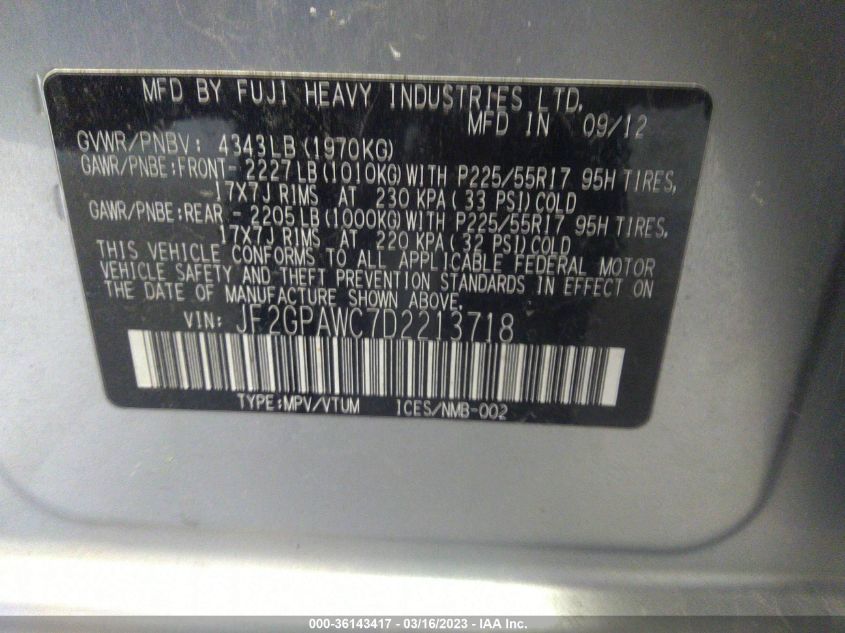 MFD BY FUJI HEAVY INDUSTRIES LTD.
MFD IN 09/12
GVWR/PNBV: 4343LB(1970KG)
GAWR/PNBE:FRONT- 2227LB(1010KG)WITH P225/55R17 95H TIRES,
17X7J RIMS AT 230 KPA(33 PSI)COLD
GAWR/PNBE:REAR - 2205LB(1000KG)WITH P225/55R17 95H TIRES,
17X7J RIMS AT 220 KPA(32 PSI)COLD
THIS VEHICLE CONFORMS TO ALL APPLICABLE FEDERAL MOTOR
VEHICLE SAFETY AND THEFT PREVENTION STANDARDS IN EFFECT ON
THE DATE OF MANUFACTURE SHOWN ABOVE.
VIN: JF2GPAWC7D2213718
TYPE:MPV/VTUM ICES/NMB-002
000-36143417 - 03/16/2023 - IAA Inc.